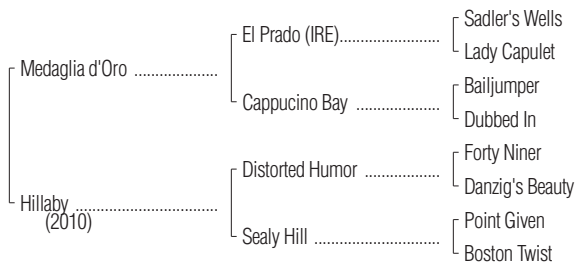 Sadler's Wells
El Prado (IRE)........................
Lady Capulet
Medaglia d'Oro ....................
Bailjumper
Cappucino Bay ....................
Dubbed In
Forty Niner
Distorted Humor ..................
Danzig's Beauty
Hillaby ..................................
(2010)
Point Given
Sealy Hill ..............................
Boston Twist